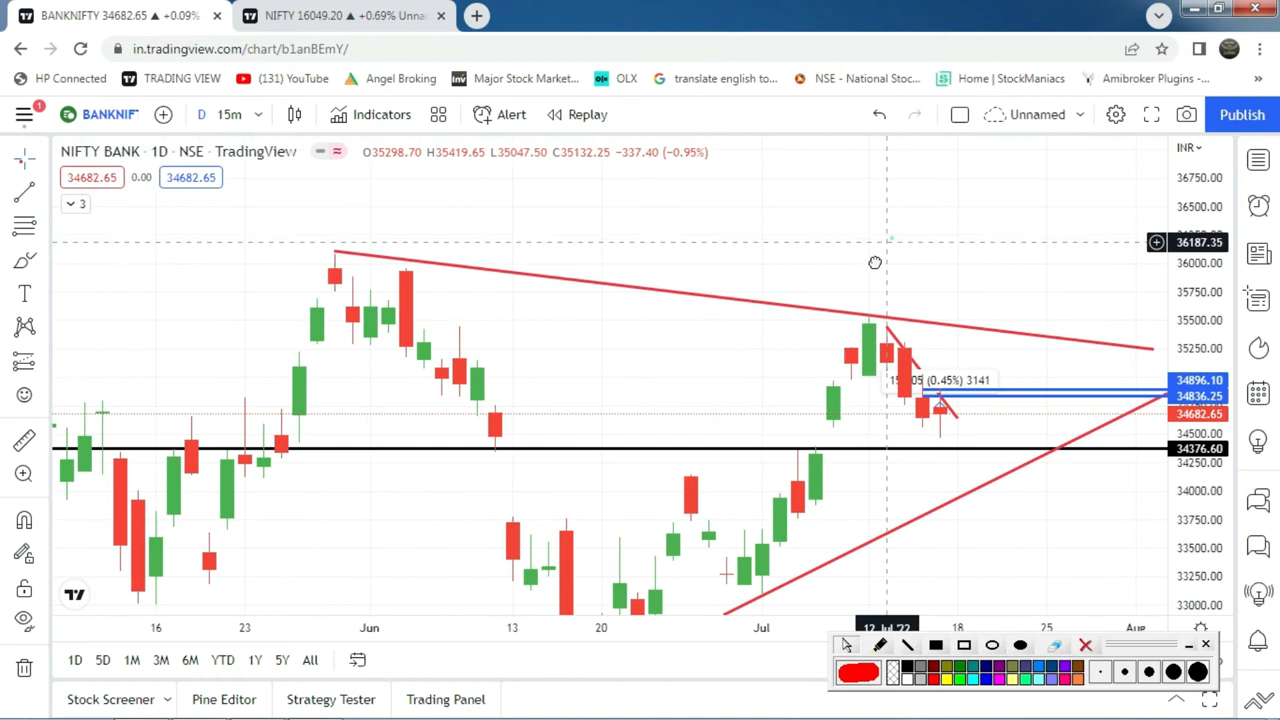 BANKNIFTY 34682.65 ▲ +0.09%
NIFTY 16049.20 ▲ +0.69% Unna
in.tradingview.com/chart/b1anBEmY/
HP Connected
TRADING VIEW
(131) YouTube
Angel Broking
Major Stock Market...
OLX
translate english to...
NSE - National Stoc...
Home | StockManiacs
Amibroker Plugins -...
»
1
BANKNIF
D
15m
Indicators
Alert
Replay
Unnamed
Publish
NIFTY BANK · 1D · NSE · TradingView
O35298.70 H35419.65 L35047.50 C35132.25 −337.40 (−0.95%)
INR
34682.65 0.00 34682.65
3
36750.00
36500.00
36187.35
36000.00
35750.00
35500.00
35250.00
(0.45%) 3141
34896.10
34836.25
34682.65
34500.00
34376.60
34250.00
34000.00
33750.00
33500.00
33250.00
33000.00
16 23 Jun 13 20 Jul 12 Jul '22 18 25 Aug
1D 5D 1M 3M 6M YTD 1Y 5Y All
Stock Screener
Pine Editor
Strategy Tester
Trading Panel